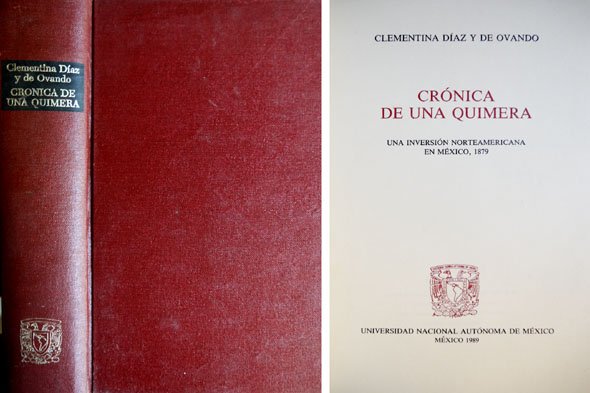 Clementina Díaz
y de Ovando
CRONICA DE
UNA QUIMERA
CLEMENTINA DÍAZ Y DE OVANDO
CRÓNICA
DE UNA QUIMERA
UNA INVERSIÓN NORTEAMERICANA
EN MÉXICO, 1879
UNIVERSIDAD NACIONAL AUTÓNOMA DE MÉXICO
MÉXICO 1989